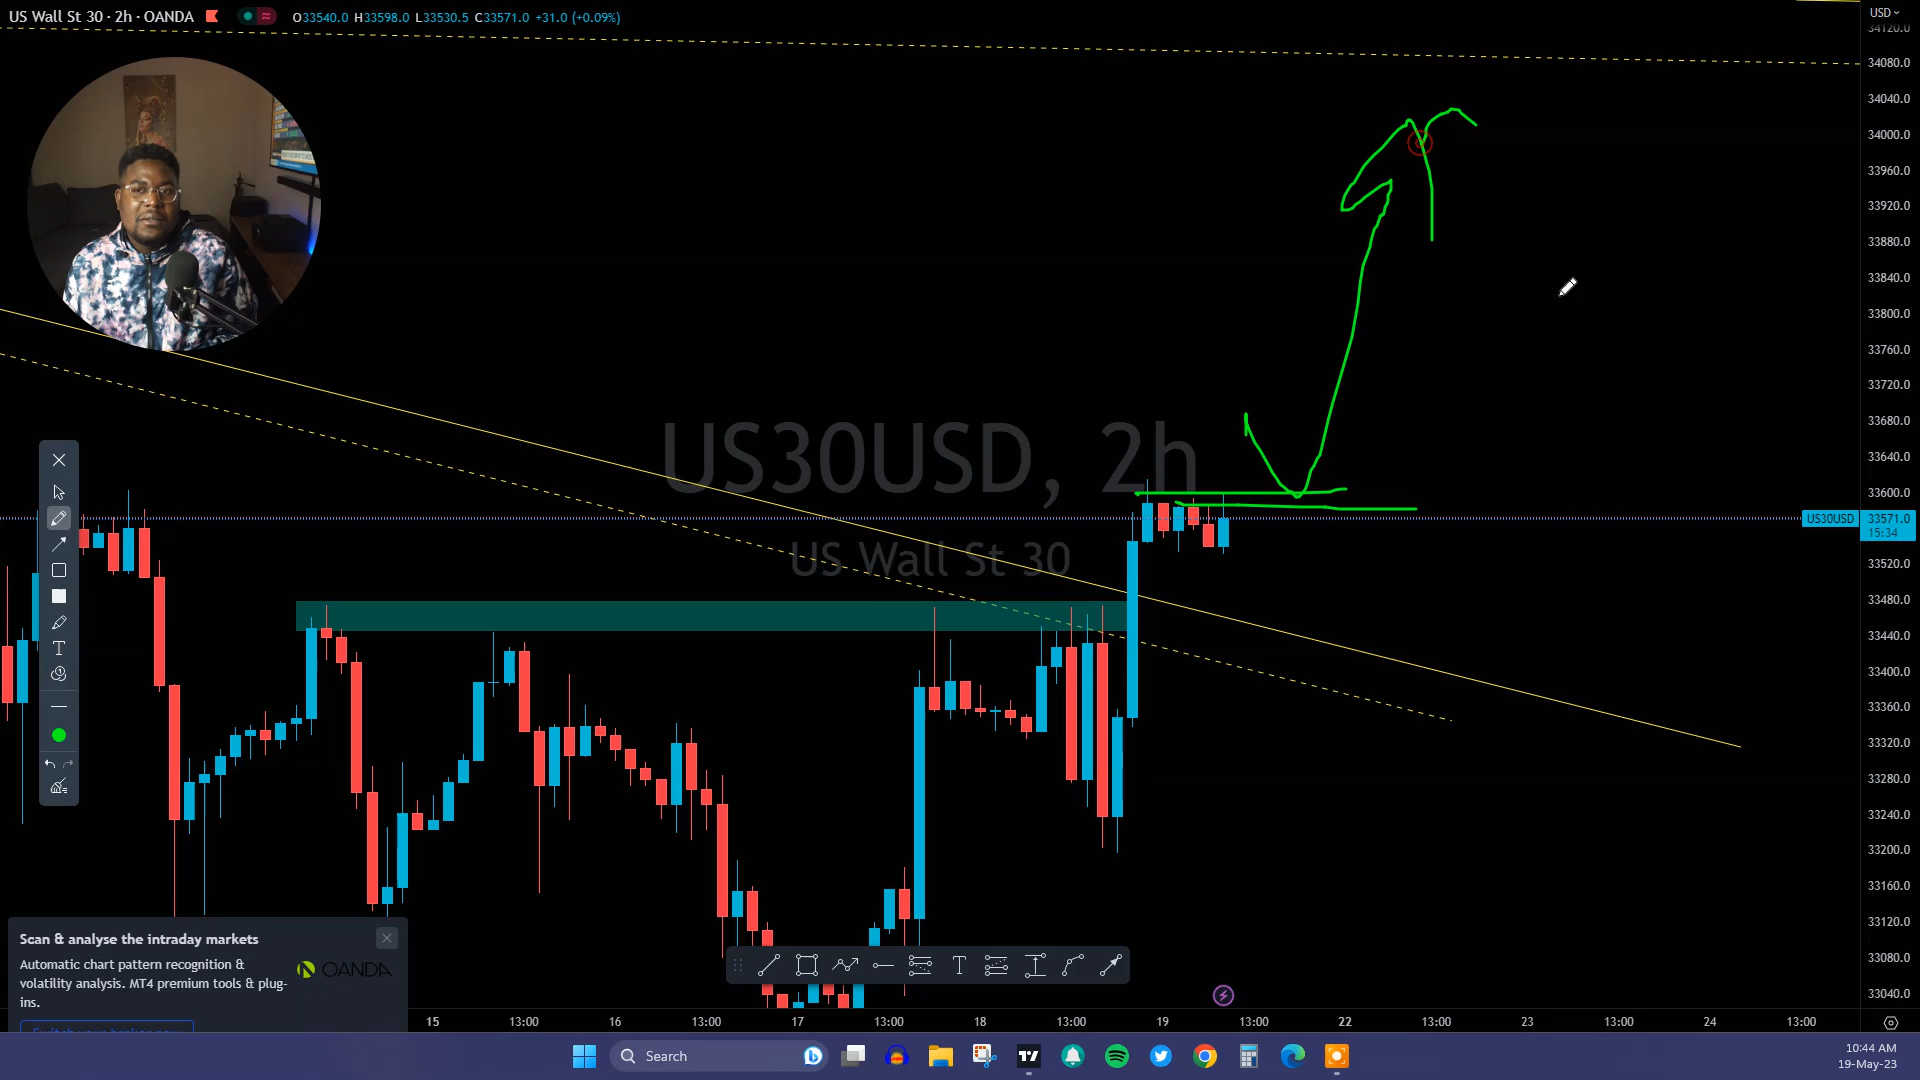 US Wall St 30 · 2h · OANDA
O33540.0 H33598.0 L33530.5 C33571.0 +31.0 (+0.09%)
USD
34120.0
34080.0
34040.0
34000.0
33960.0
33920.0
33880.0
33840.0
33800.0
33760.0
33720.0
33680.0
33640.0
33600.0
US30USD 33571.0
15:34
33520.0
33480.0
33440.0
33400.0
33360.0
33320.0
33280.0
33240.0
33200.0
33160.0
33120.0
33080.0
33040.0
US30USD, 2h
US Wall St 30
T
Scan & analyse the intraday markets
Automatic chart pattern recognition &
volatility analysis. MT4 premium tools & plug-
ins.
OANDA
Switch your broker now
T
15 13:00 16 13:00 17 13:00 18 13:00 19 13:00 22 13:00 23 13:00 24 13:00
Search
10:44 AM
19-May-23